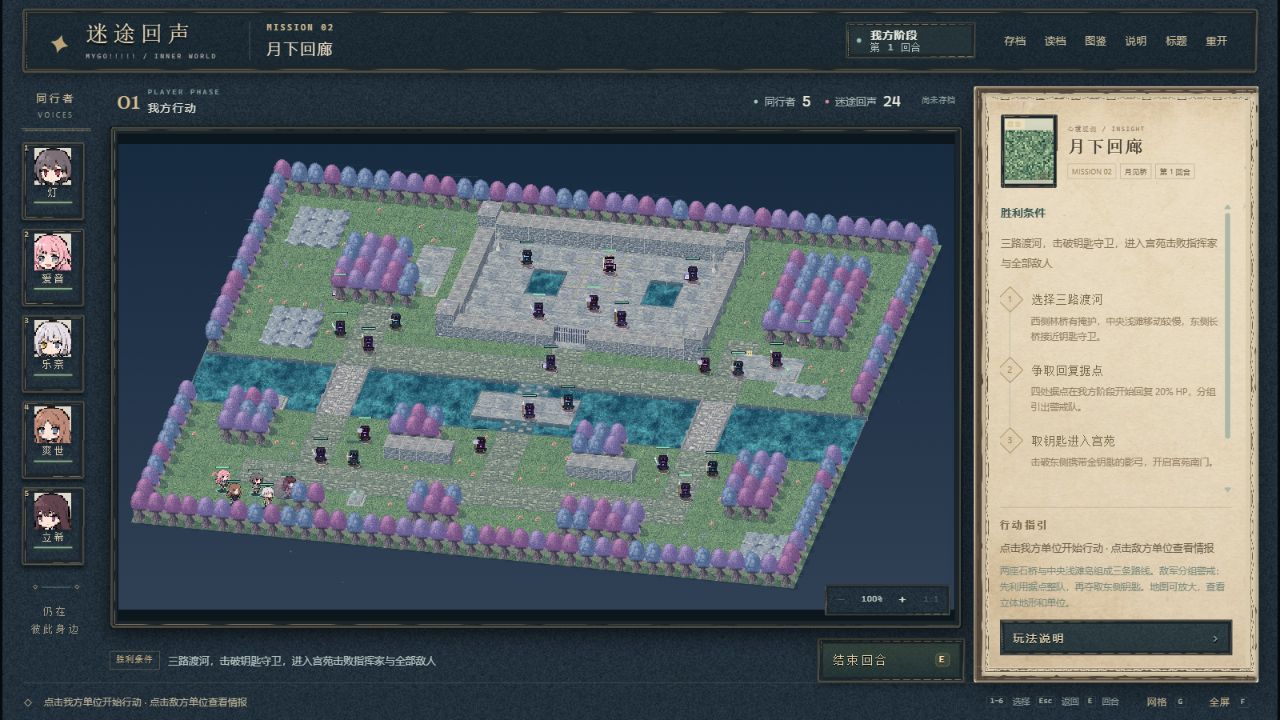 迷途回声
MYGO!!!!! / INNER WORLD
MISSION 02
月下回廊
我方阶段
第 1 回合
存档 读档 图鉴 说明 标题 重开
同行者
VOICES
01
PLAYER PHASE
我方行动
同行者 5
迷途回声 24
尚未存档
1
灯
2
爱音
3
乐奈
4
爽世
5
立希
仍在
彼此身边
100%
+
1:1
/ INSIGHT
月下回廊
MISSION 02
月见桥
第 1 回合
胜利条件
三路渡河，击破钥匙守卫，进入宫苑击败指挥家
与全部敌人
1 选择三路渡河
西侧林桥有掩护，中央浅滩移动较慢，东侧长
桥接近钥匙守卫。
2 争取回复据点
四处据点在我方阶段开始回复 20% HP，分组
引出警戒队。
3 取钥匙进入宫苑
击破东侧携带金钥匙的影弓，开启宫苑南门。
行动指引
点击我方单位开始行动 · 点击敌方单位查看情报
两座石桥与中央浅滩岛组成三条路线。敌军分组警戒：
先利用据点整队，再夺取东侧钥匙。地图可放大，查看
立体地形和单位。
玩法说明 ›
胜利条件
三路渡河，击破钥匙守卫，进入宫苑击败指挥家与全部敌人
结束回合 E
点击我方单位开始行动 · 点击敌方单位查看情报
1-6 选择 Esc 返回 E 回合 网格 G 全屏 F